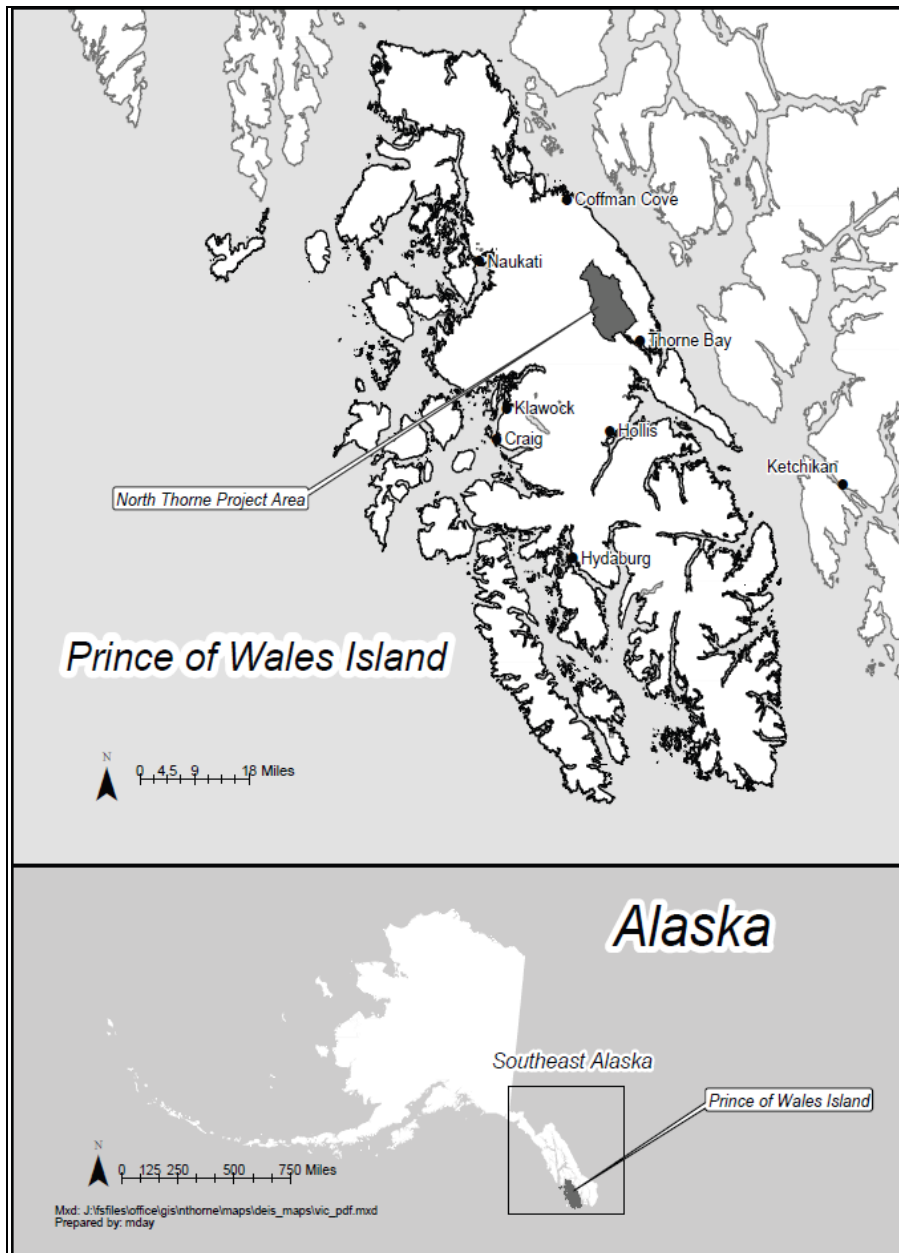 Coffman Cove
Naukati
Thorne Bay
Klawock
Hollis
Craig
Ketchikan
North Thorne Project Area
Hydaburg
Prince of Wales Island
N
0 4.5 9 18 Miles
Alaska
Southeast Alaska
Prince of Wales Island
N
0 125 250 500 750 Miles
Mxd: J:\fsfiles\office\gis\nthorne\maps\deis_maps\vic_pdf.mxd
Prepared by: mday